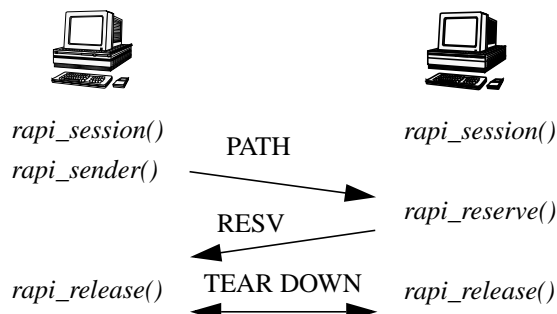 rapi_session()
rapi_session()
PATH
rapi_sender()
rapi_reserve()
RESV
rapi_release()
TEAR DOWN
rapi_release()